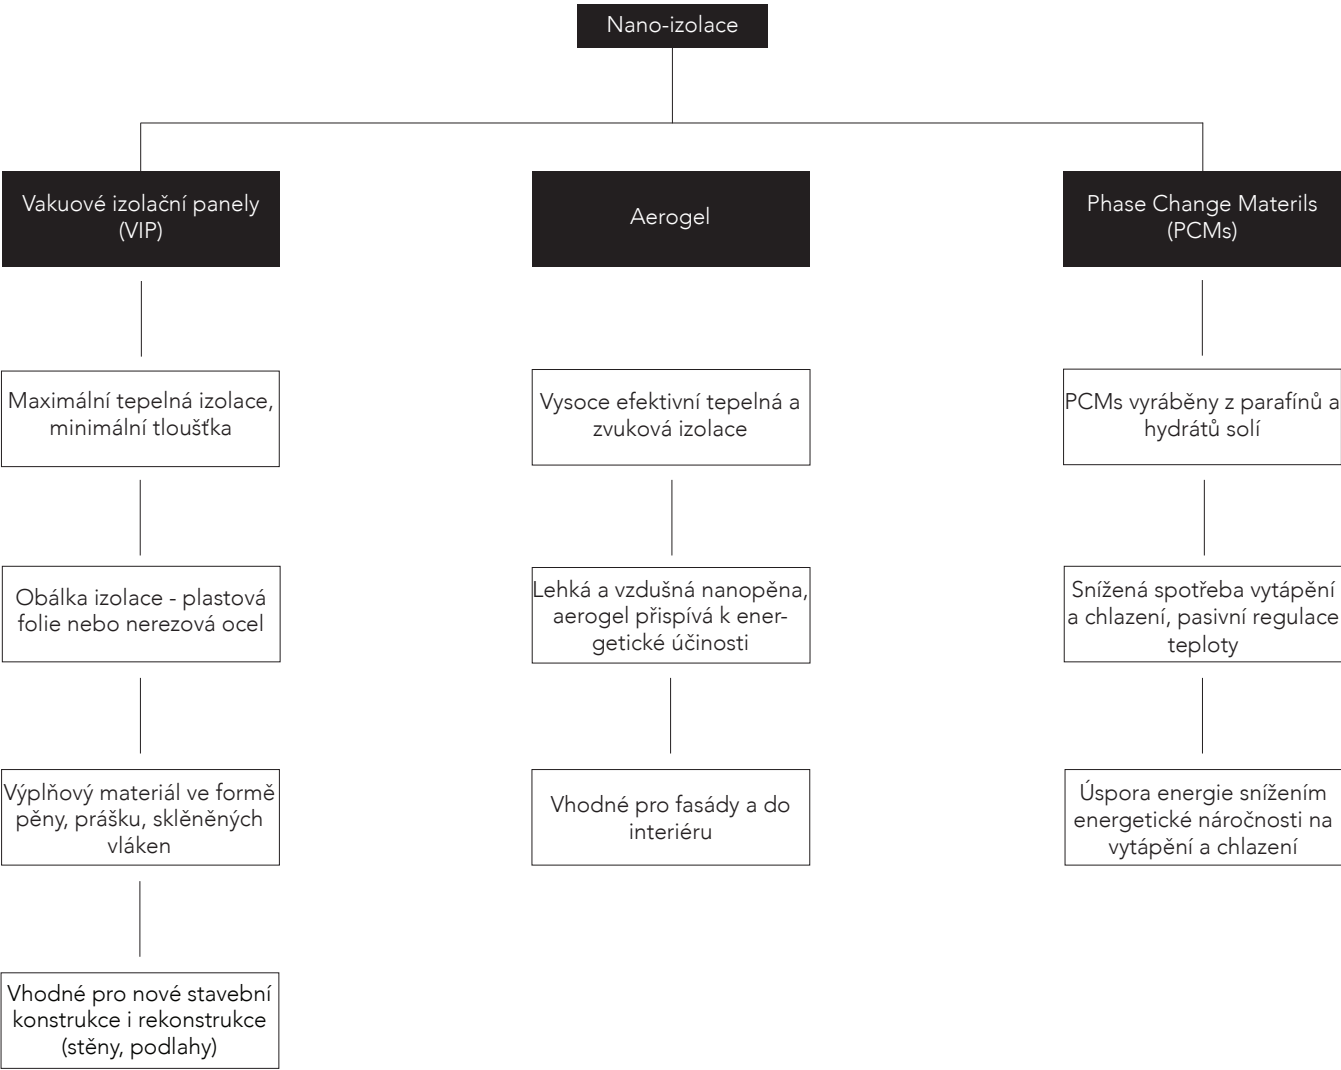 Nano-izolace
Vakuové izolační panely
(VIP)
Aerogel
Phase Change Materils
(PCMs)
Maximální tepelná izolace,
minimální tloušťka
Vysoce efektivní tepelná a
zvuková izolace
PCMs vyráběny z parafínů a
hydrátů solí
Obálka izolace - plastová
folie nebo nerezová ocel
Lehká a vzdušná nanopěna,
aerogel přispívá k ener-
getické účinosti
Snížená spotřeba vytápění
a chlazení, pasivní regulace
teploty
Výplňový materiál ve formě
pěny, prášku, sklěněných
vláken
Vhodné pro fasády a do
interiéru
Úspora energie snížením
energetické náročnosti na
vytápění a chlazení
Vhodné pro nové stavební
konstrukce i rekonstrukce
(stěny, podlahy)